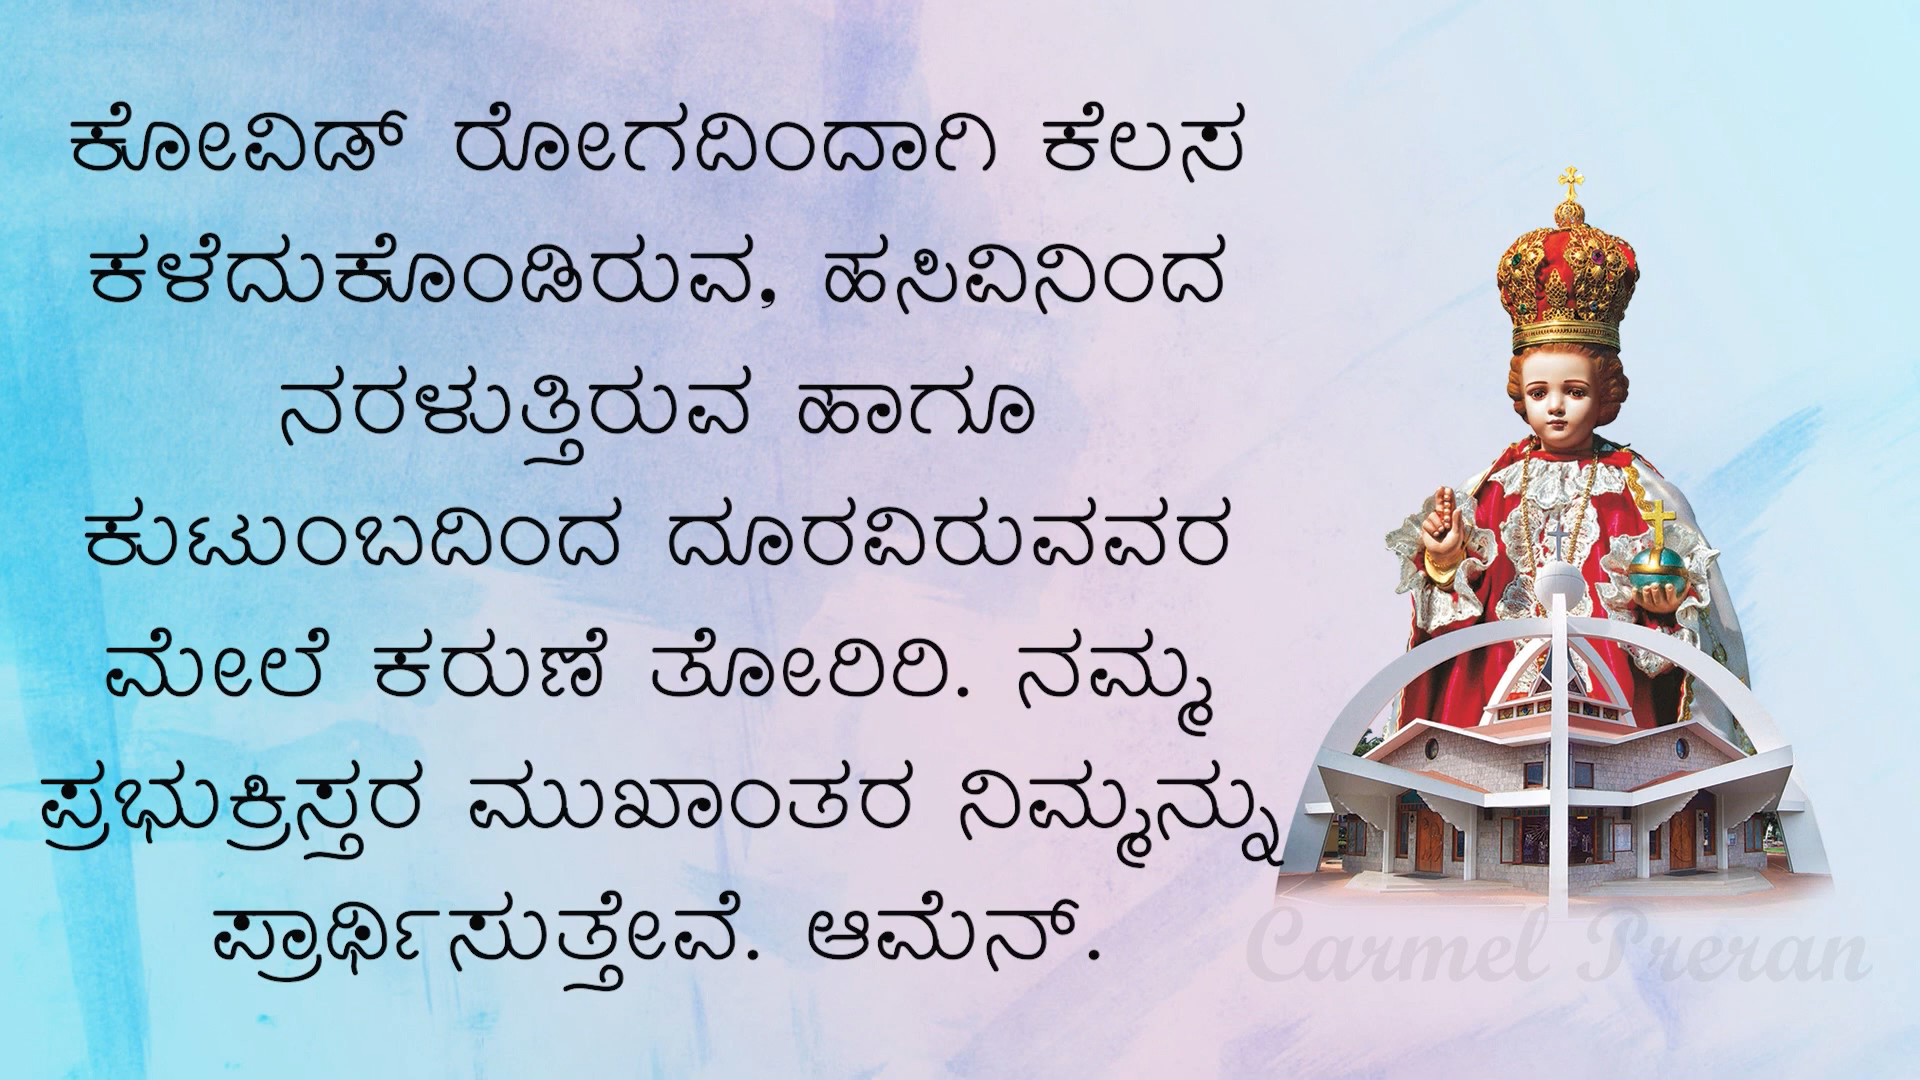 ಕೋವಿಡ್ ರೋಗದಿಂದಾಗಿ ಕೆಲಸ
ಕಳೆದುಕೊಂಡಿರುವ, ಹಸಿವಿನಿಂದ
ನರಳುತ್ತಿರುವ ಹಾಗೂ
ಕುಟುಂಬದಿಂದ ದೂರವಿರುವವರ
ಮೇಲೆ ಕರುಣೆ ತೋರಿರಿ. ನಮ್ಮ
ಪ್ರಭುಕ್ರಿಸ್ತರ ಮುಖಾಂತರ ನಿಮ್ಮನ್ನು
ಪ್ರಾರ್ಥಿಸುತ್ತೇವೆ. ಆಮೆನ್.
Carmel Preran